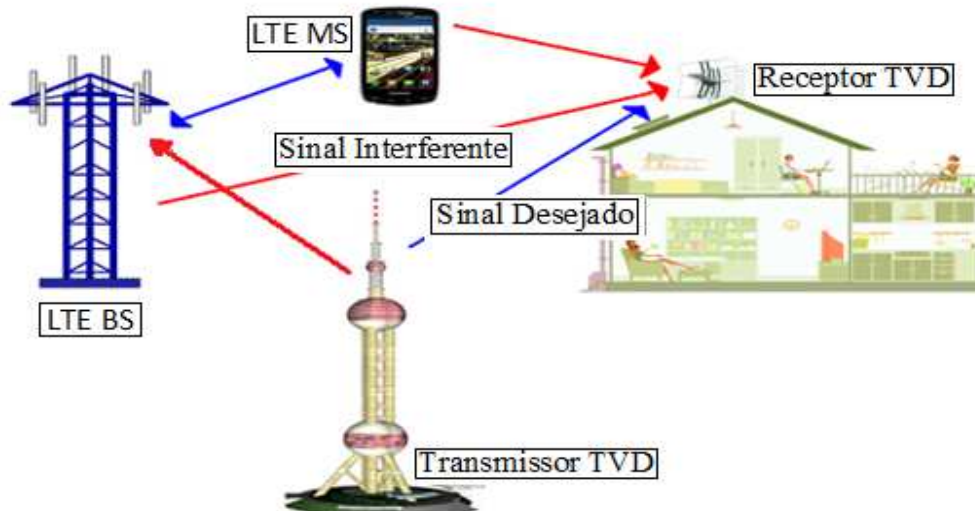 LTE MS
Receptor TVD
Sinal Interferente
Sinal Desejado
LTE BS
Transmissor TVD